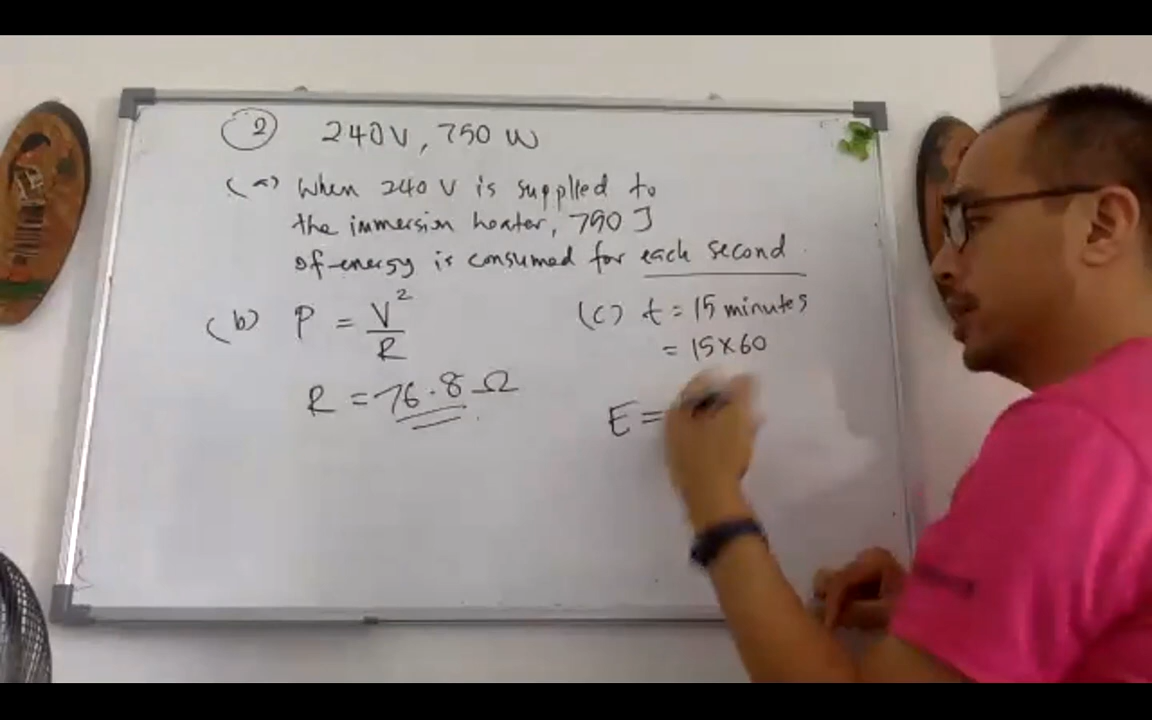 2 240V, 750 W
(a) When 240 V is supplied to
the immersion heater, 750 J
of energy is consumed for each second.
(b) P = V²/R
R = 76.8 Ω
(c) t = 15 minutes
= 15×60
E =